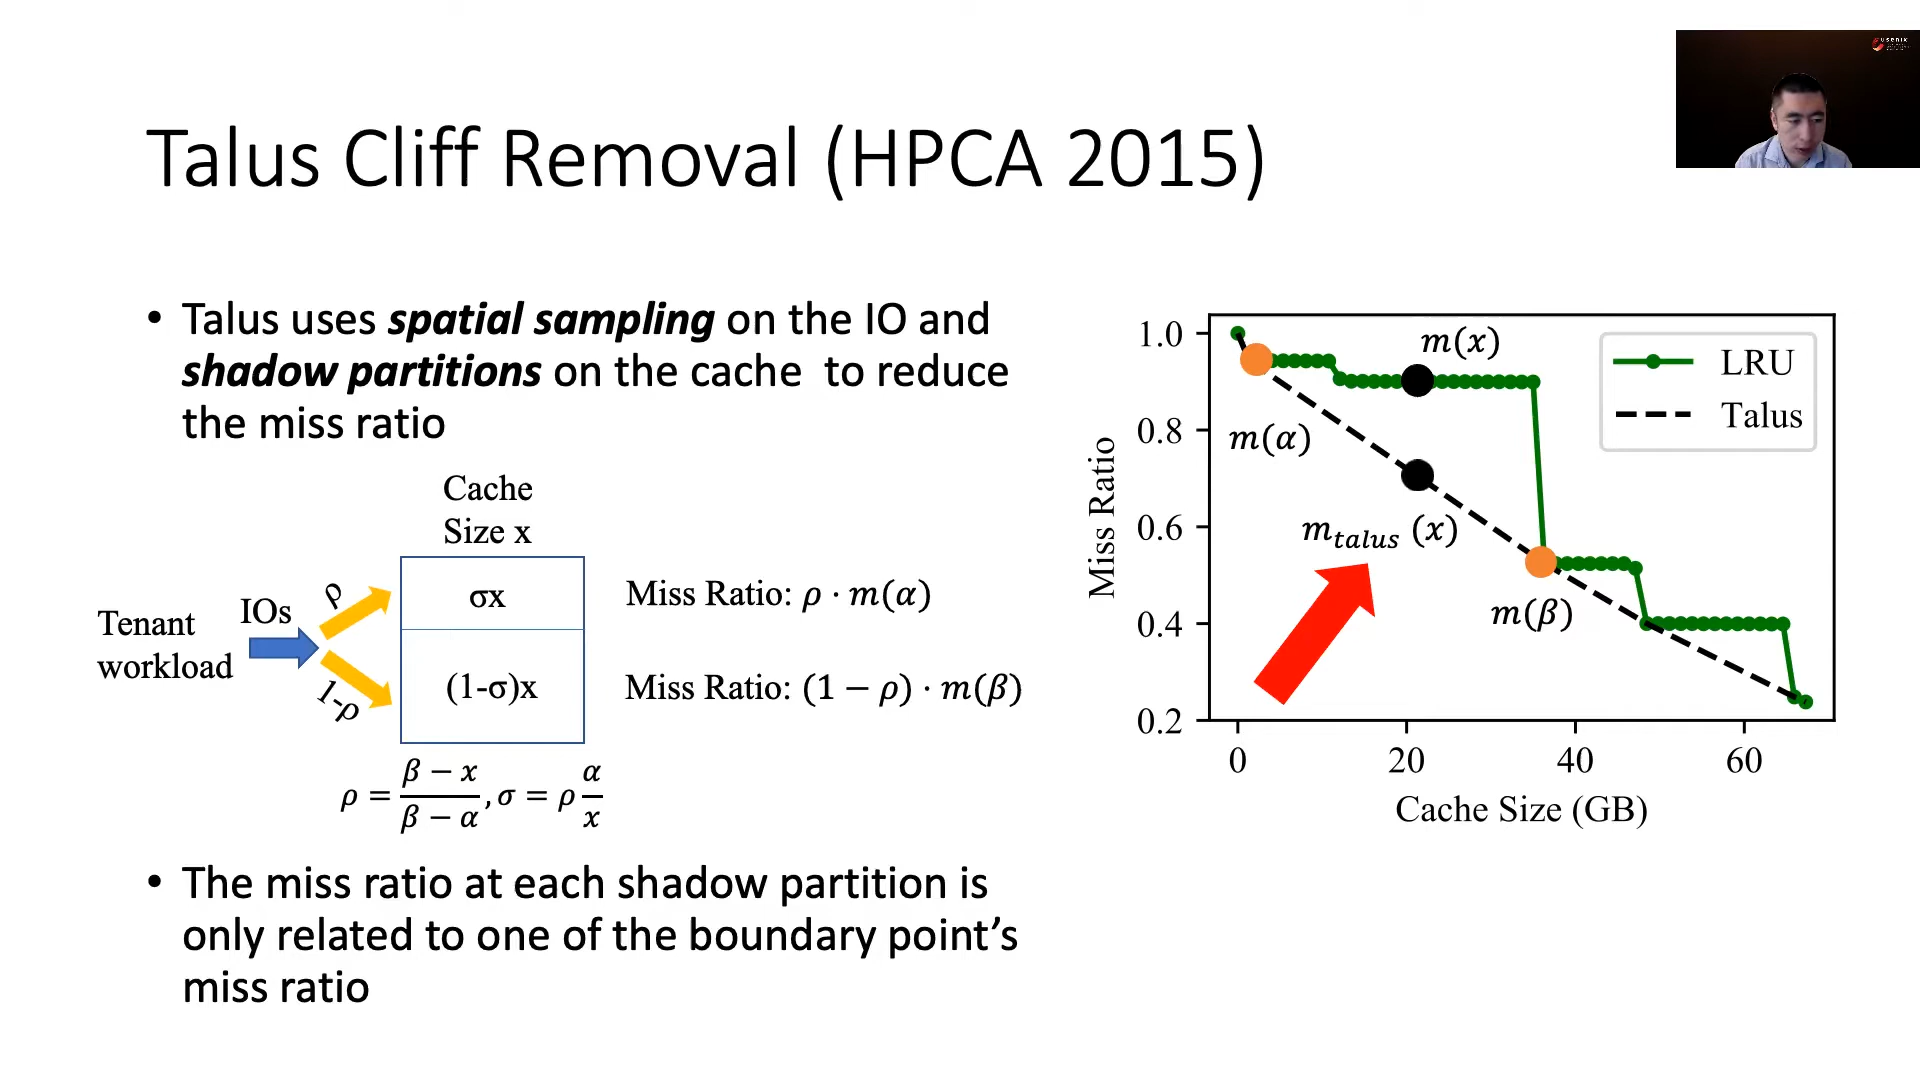 Talus Cliff Removal (HPCA 2015)
usenix
• Talus uses spatial sampling on the IO and
shadow partitions on the cache to reduce
the miss ratio
Cache
Size x
Tenant
workload
IOs
ρ
1-ρ
σx
(1-σ)x
Miss Ratio: ρ · m(α)
Miss Ratio: (1 − ρ) · m(β)
ρ = (β − x)/(β − α), σ = ρ α/x
• The miss ratio at each shadow partition is
only related to one of the boundary point’s
miss ratio
Miss Ratio
1.0
0.8
0.6
0.4
0.2
0
20
40
60
Cache Size (GB)
LRU
Talus
m(x)
m(α)
m_talus (x)
m(β)